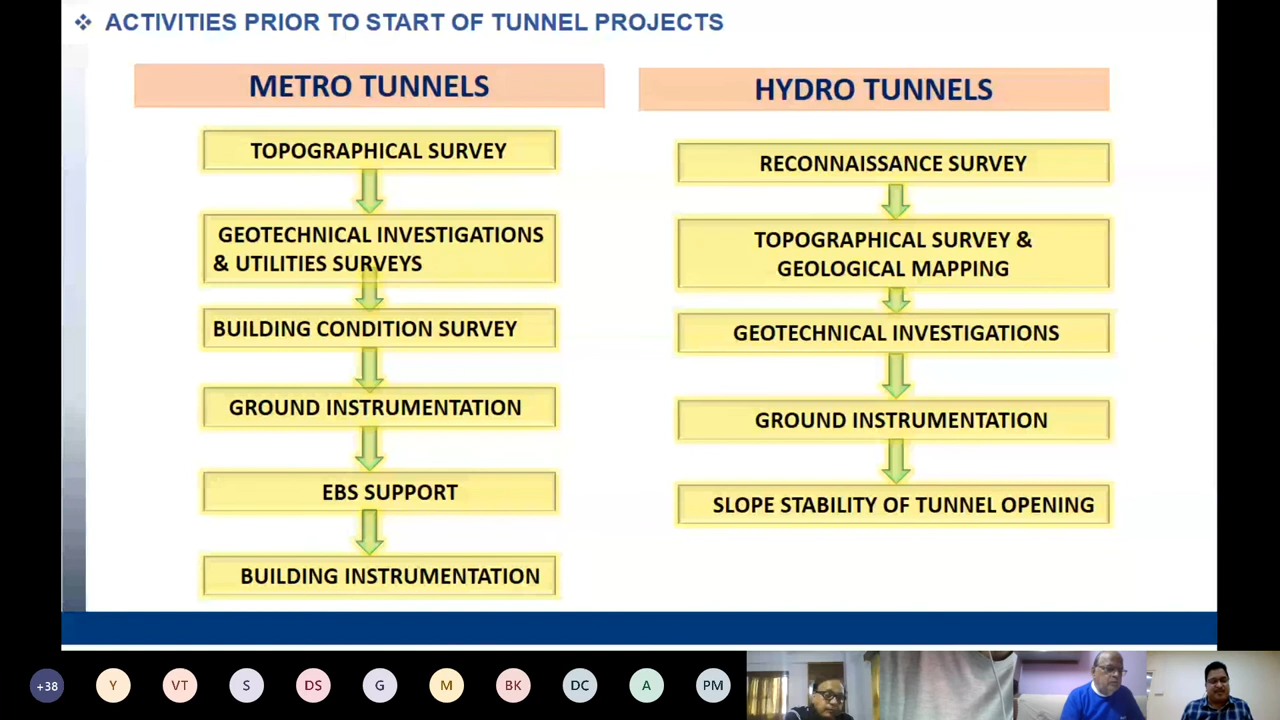 ACTIVITIES PRIOR TO START OF TUNNEL PROJECTS
METRO TUNNELS
TOPOGRAPHICAL SURVEY
GEOTECHNICAL INVESTIGATIONS
& UTILITIES SURVEYS
BUILDING CONDITION SURVEY
GROUND INSTRUMENTATION
EBS SUPPORT
BUILDING INSTRUMENTATION
HYDRO TUNNELS
RECONNAISSANCE SURVEY
TOPOGRAPHICAL SURVEY &
GEOLOGICAL MAPPING
GEOTECHNICAL INVESTIGATIONS
GROUND INSTRUMENTATION
SLOPE STABILITY OF TUNNEL OPENING
+38 Y VT S DS G M BK DC A PM